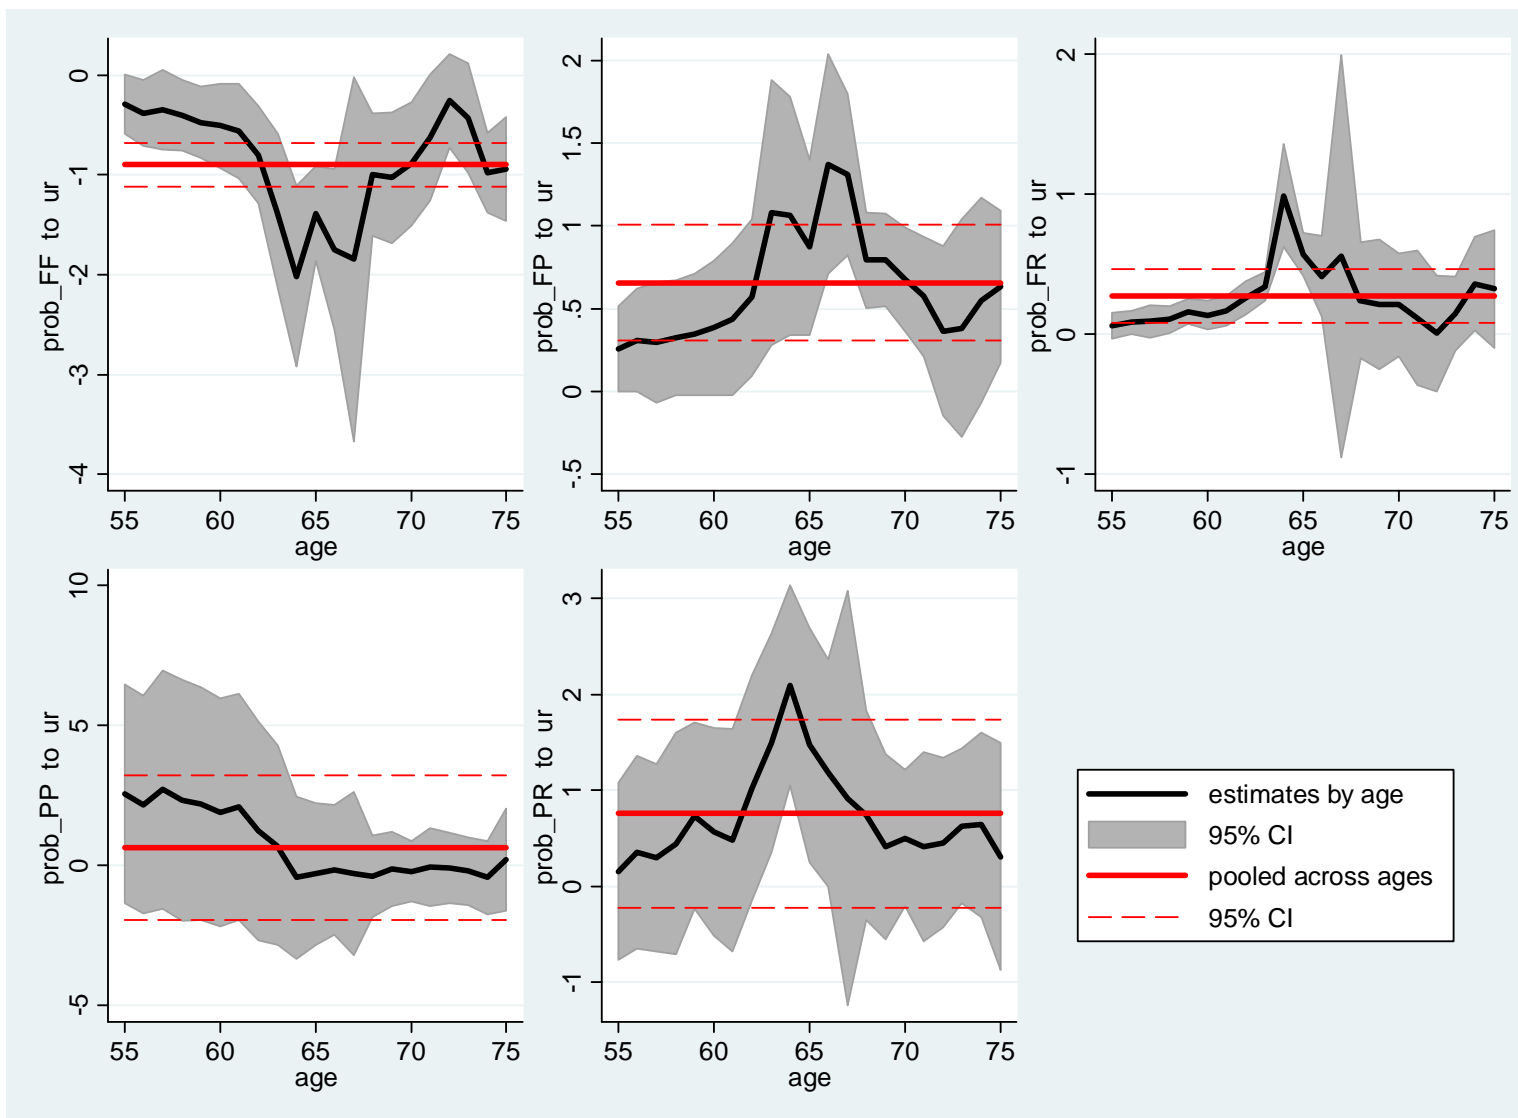 prob_FF to ur
0
-1
-2
-3
-4
55 60 65 70 75
age
prob_FP to ur
2
1.5
1
.5
0
-.5
55 60 65 70 75
age
prob_FR to ur
2
1
0
-1
55 60 65 70 75
age
prob_PP to ur
10
5
0
-5
55 60 65 70 75
age
prob_PR to ur
3
2
1
0
-1
55 60 65 70 75
age
estimates by age
95% CI
pooled across ages
95% CI